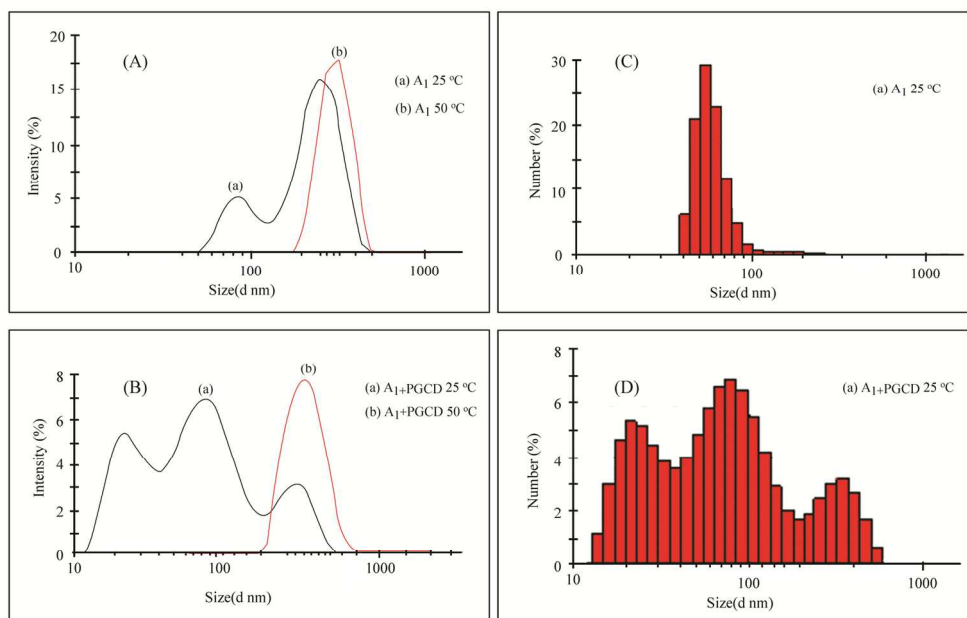 20
15
10
5
0
Intensity (%)
(A)
(a)
(b)
(a) A1 25 °C
(b) A1 50 °C
10
100
1000
Size(d nm)
30
20
10
0
Number (%)
(C)
(a) A1 25 °C
10
100
1000
Size(d nm)
8
6
4
2
0
Intensity (%)
(B)
(a)
(b)
(a) A1+PGCD 25 °C
(b) A1+PGCD 50 °C
10
100
1000
Size(d nm)
8
6
4
2
0
Number (%)
(D)
(a) A1+PGCD 25 °C
10
100
1000
Size(d nm)